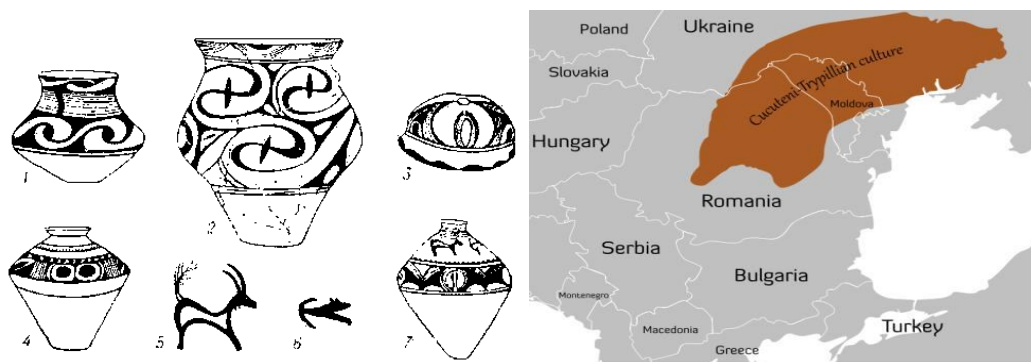 1
2
3
4
5
6
7
Poland
Ukraine
Slovakia
Cucuteni-Trypillian culture
Moldova
Hungary
Romania
Serbia
Bulgaria
Montenegro
Macedonia
Turkey
Greece